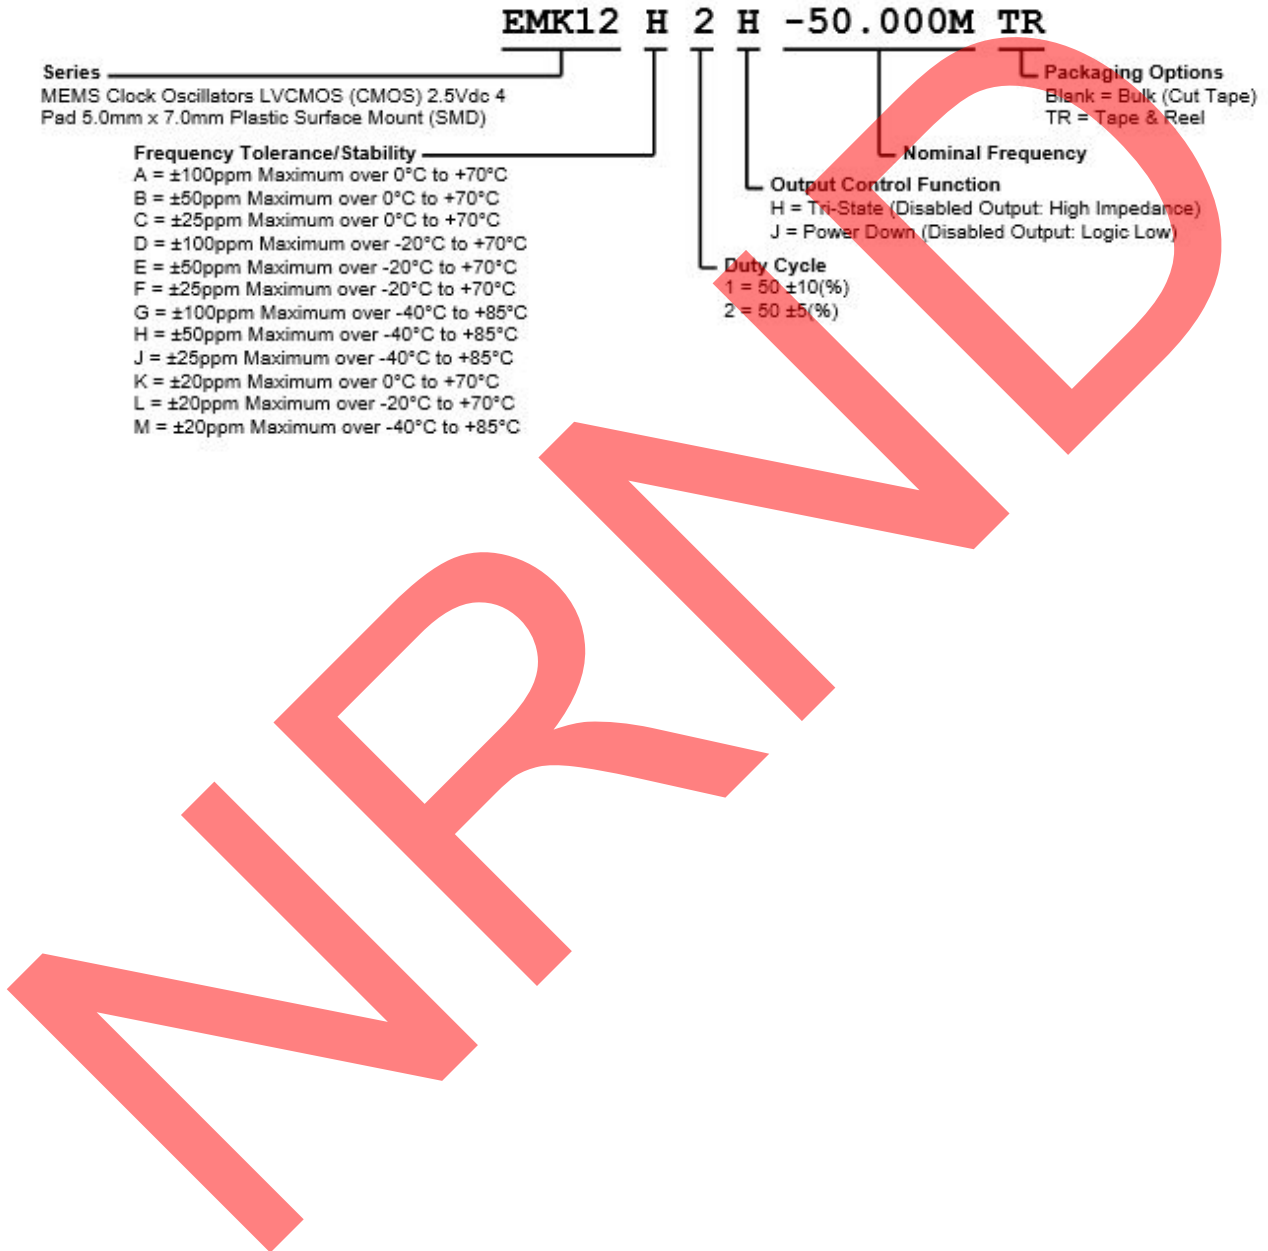 EMK12 H 2 H -50.000M TR
Series
MEMS Clock Oscillators LVCMOS (CMOS) 2.5Vdc 4
Pad 5.0mm x 7.0mm Plastic Surface Mount (SMD)
Packaging Options
Blank = Bulk (Cut Tape)
TR = Tape & Reel
Frequency Tolerance/Stability
A = ±100ppm Maximum over 0°C to +70°C
B = ±50ppm Maximum over 0°C to +70°C
C = ±25ppm Maximum over 0°C to +70°C
D = ±100ppm Maximum over -20°C to +70°C
E = ±50ppm Maximum over -20°C to +70°C
F = ±25ppm Maximum over -20°C to +70°C
G = ±100ppm Maximum over -40°C to +85°C
H = ±50ppm Maximum over -40°C to +85°C
J = ±25ppm Maximum over -40°C to +85°C
K = ±20ppm Maximum over 0°C to +70°C
L = ±20ppm Maximum over -20°C to +70°C
M = ±20ppm Maximum over -40°C to +85°C
Nominal Frequency
Output Control Function
H = Tri-State (Disabled Output: High Impedance)
J = Power Down (Disabled Output: Logic Low)
Duty Cycle
1 = 50 ±10(%)
2 = 50 ±5(%)
NRND